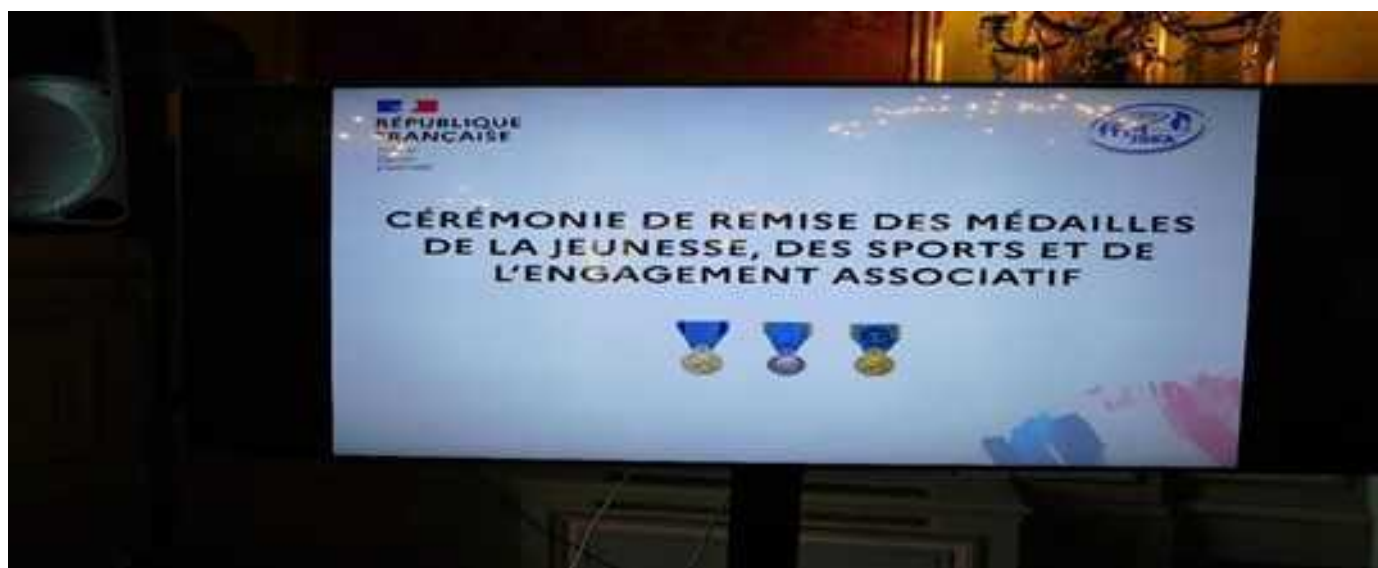 RÉPUBLIQUE
FRANÇAISE
CÉRÉMONIE DE REMISE DES MÉDAILLES
DE LA JEUNESSE, DES SPORTS ET DE
L'ENGAGEMENT ASSOCIATIF